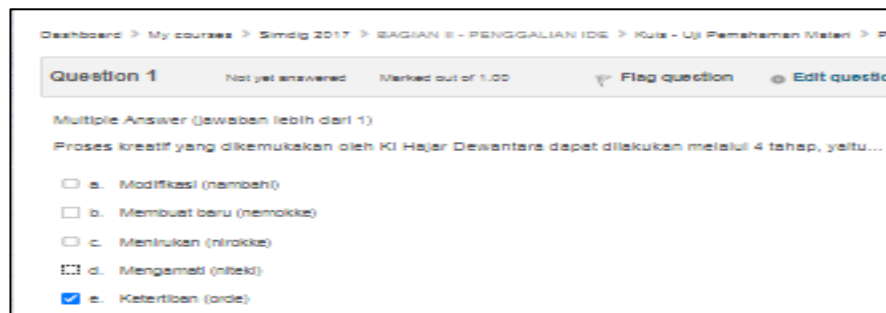 Dashboard > My courses > Simdig 2017 > BAGIAN II - PENGGALIAN IDE > Kuis - Uji Pemahaman Materi > P
Question 1 Not yet answered Marked out of 1.00 Flag question Edit questio
Multiple Answer (jawaban lebih dari 1)
Proses kreatif yang dikemukakan oleh Ki Hajar Dewantara dapat dilakukan melalui 4 tahap, yaitu...
a. Modifikasi (nambahi)
b. Membuat baru (nemokke)
c. Menirukan (nirokke)
d. Mengamati (niteki)
e. Ketertiban (orde)